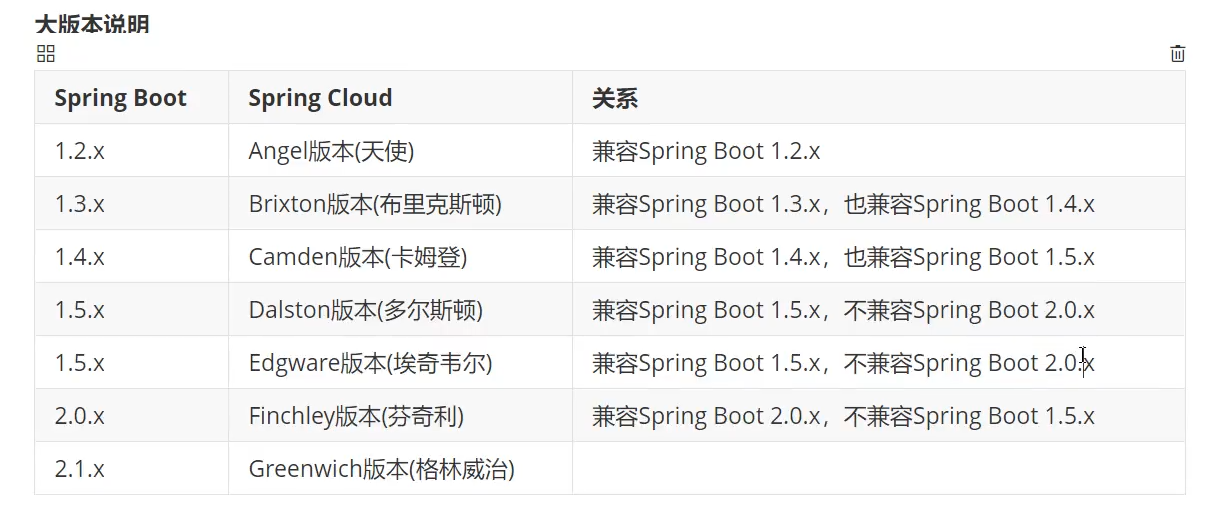 大版本说明
Spring Boot Spring Cloud 关系
1.2.x Angel版本(天使) 兼容Spring Boot 1.2.x
1.3.x Brixton版本(布里克斯顿) 兼容Spring Boot 1.3.x，也兼容Spring Boot 1.4.x
1.4.x Camden版本(卡姆登) 兼容Spring Boot 1.4.x，也兼容Spring Boot 1.5.x
1.5.x Dalston版本(多尔斯顿) 兼容Spring Boot 1.5.x，不兼容Spring Boot 2.0.x
1.5.x Edgware版本(埃奇韦尔) 兼容Spring Boot 1.5.x，不兼容Spring Boot 2.0.x
2.0.x Finchley版本(芬奇利) 兼容Spring Boot 2.0.x，不兼容Spring Boot 1.5.x
2.1.x Greenwich版本(格林威治)